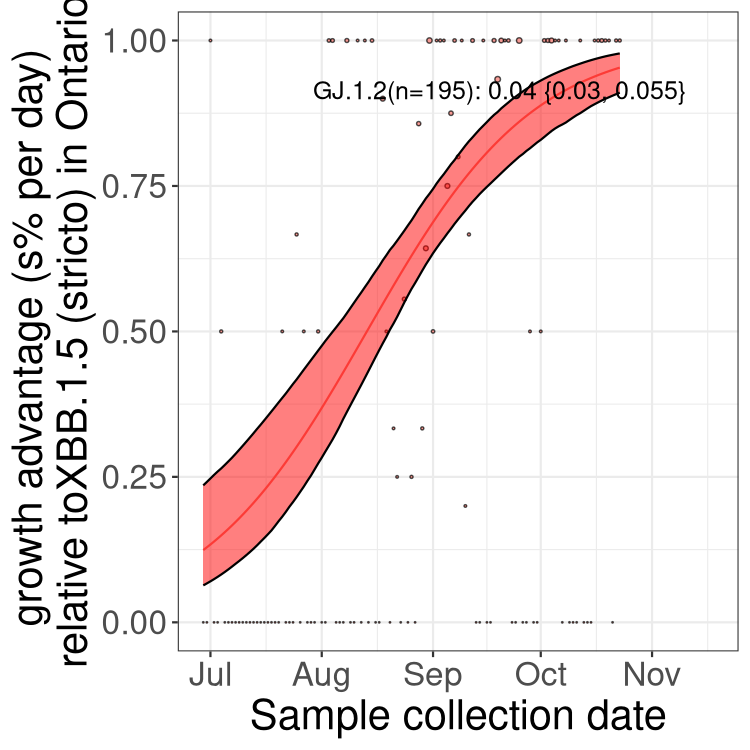 growth advantage (s% per day)
relative toXBB.1.5 (stricto) in Ontario
1.00
0.75
0.50
0.25
0.00
GJ.1.2(n=195): 0.04 {0.03, 0.055}
Jul Aug Sep Oct Nov
Sample collection date